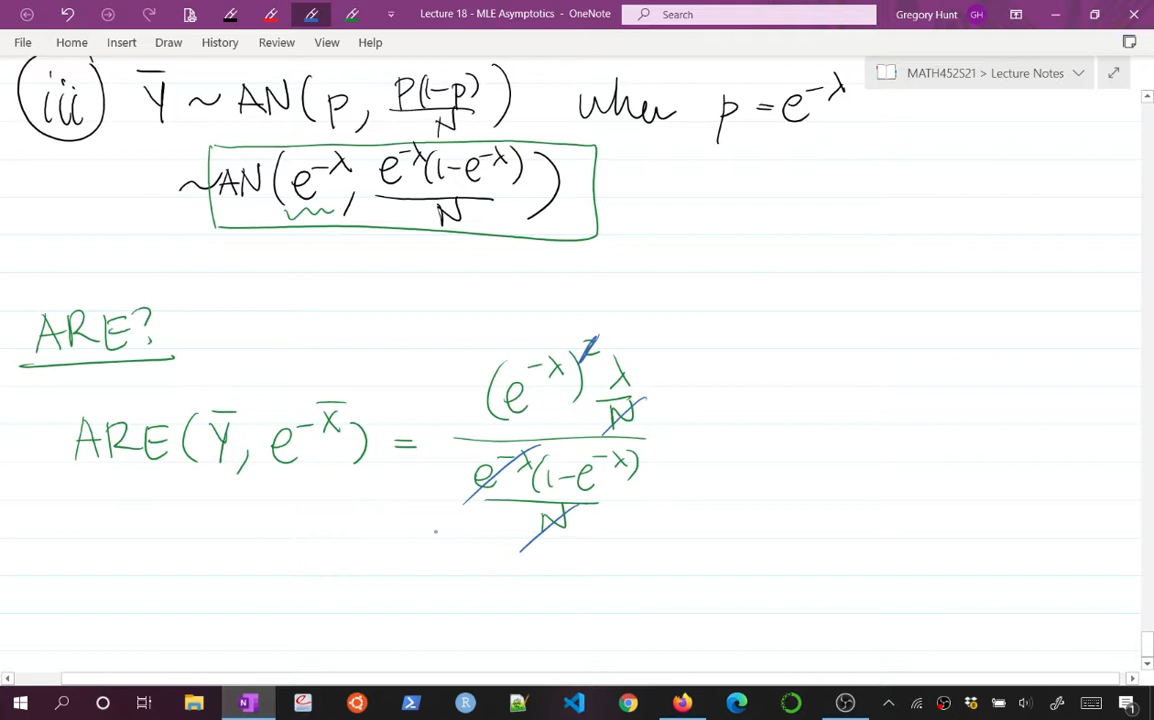 Lecture 18 - MLE Asymptotics - OneNote
Search
Gregory Hunt
GH
File Home Insert Draw History Review View Help
MATH452S21 > Lecture Notes
(iii) Y̅ ~ AN(p, p(1-p)/N) when p = e^{-λ}
~AN(e^{-λ}, e^{-λ}(1-e^{-λ})/N)
ARE?
(e^{-λ})^2 λ/N
ARE(Y̅, e^{-X̅}) =
e^{-λ}(1-e^{-λ})
N